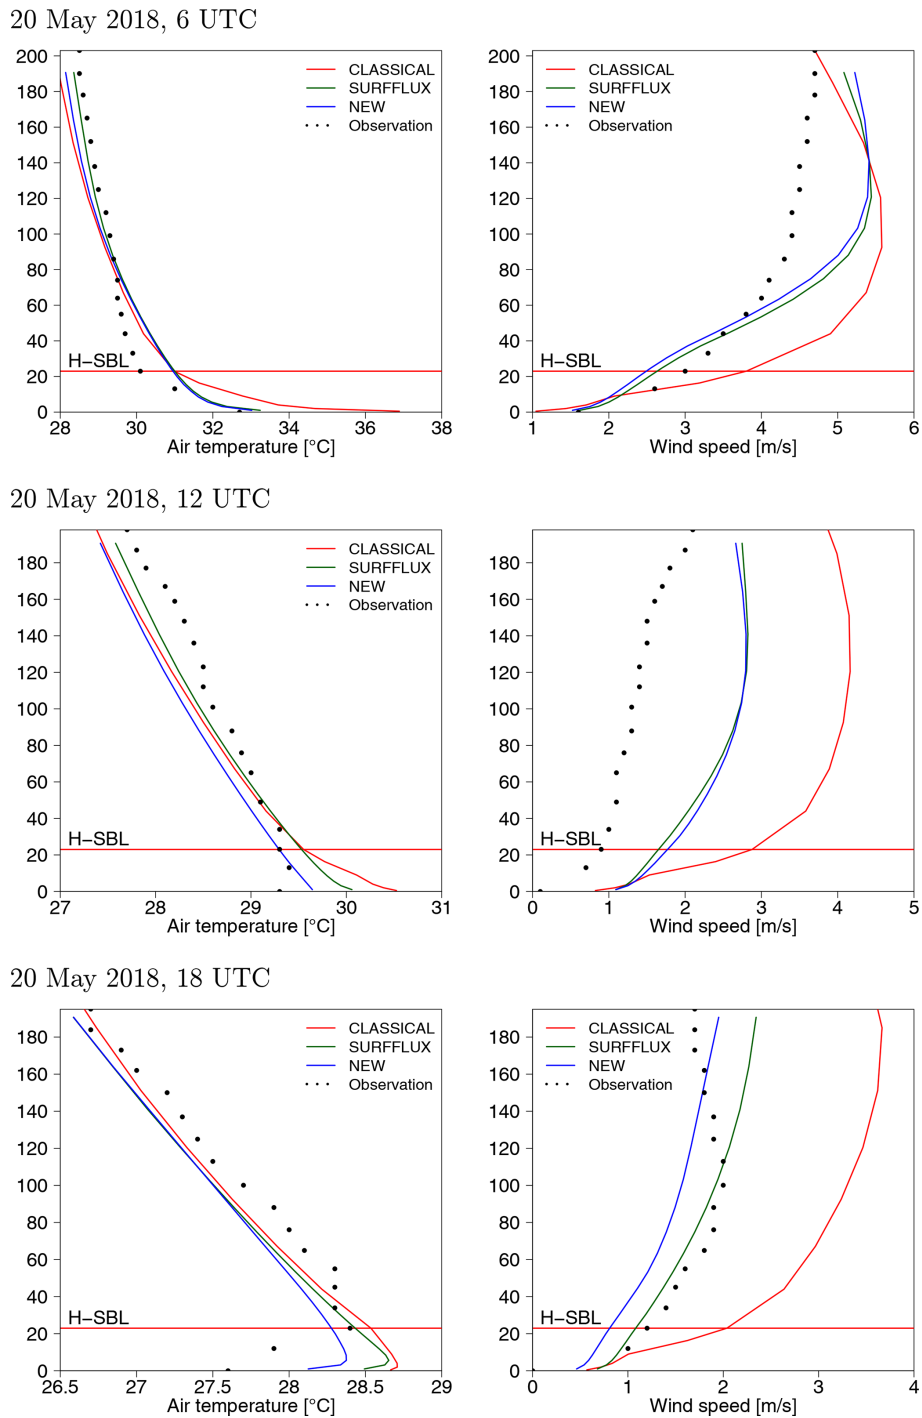 20 May 2018, 6 UTC
200
180
160
140
120
100
80
60
40
20
0
CLASSICAL
SURFFLUX
NEW
Observation
H−SBL
28 30 32 34 36 38
Air temperature [°C]
200
180
160
140
120
100
80
60
40
20
0
CLASSICAL
SURFFLUX
NEW
Observation
H−SBL
1 2 3 4 5 6
Wind speed [m/s]
20 May 2018, 12 UTC
180
160
140
120
100
80
60
40
20
0
CLASSICAL
SURFFLUX
NEW
Observation
H−SBL
27 28 29 30 31
Air temperature [°C]
180
160
140
120
100
80
60
40
20
0
CLASSICAL
SURFFLUX
NEW
Observation
H−SBL
0 1 2 3 4 5
Wind speed [m/s]
20 May 2018, 18 UTC
180
160
140
120
100
80
60
40
20
0
CLASSICAL
SURFFLUX
NEW
Observation
H−SBL
26.5 27 27.5 28 28.5 29
Air temperature [°C]
180
160
140
120
100
80
60
40
20
0
CLASSICAL
SURFFLUX
NEW
Observation
H−SBL
0 1 2 3 4
Wind speed [m/s]